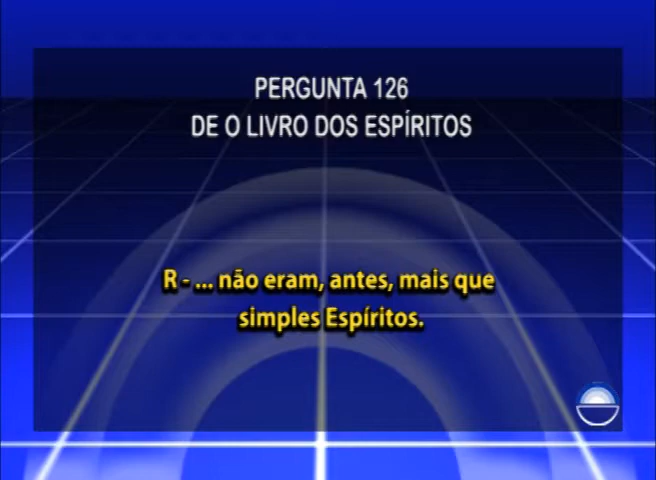 PERGUNTA 126
DE O LIVRO DOS ESPÍRITOS
R - ... não eram, antes, mais que
simples Espíritos.